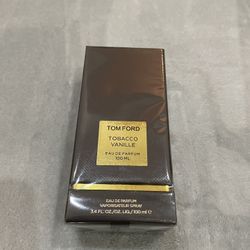 TOM FORD
TOBACCO
VANILLE
EAU DE PARFUM
100 ML
EAU DE PARFUM
VAPORISATEUR SPRAY
3.4 FL.OZ./OZ. LIQ./100 ml ℮